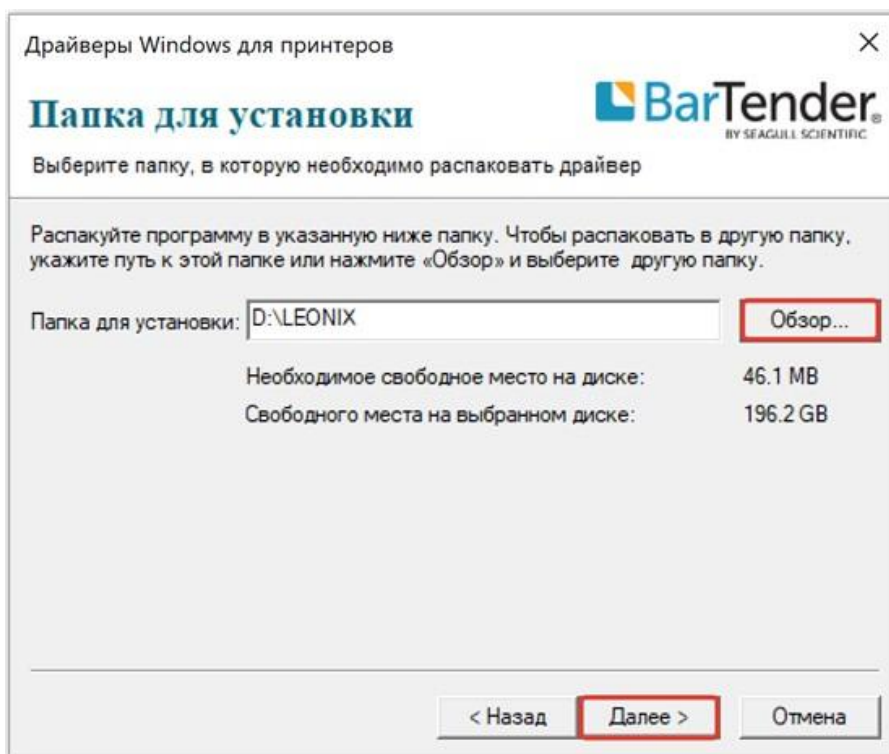 Драйверы Windows для принтеров
Папка для установки
BarTender®
BY SEAGULL SCIENTIFIC
Выберите папку, в которую необходимо распаковать драйвер
Распакуйте программу в указанную ниже папку. Чтобы распаковать в другую папку,
укажите путь к этой папке или нажмите «Обзор» и выберите другую папку.
Папка для установки: D:\LEONIX Обзор...
Необходимое свободное место на диске: 46.1 MB
Свободного места на выбранном диске: 196.2 GB
< Назад Далее > Отмена